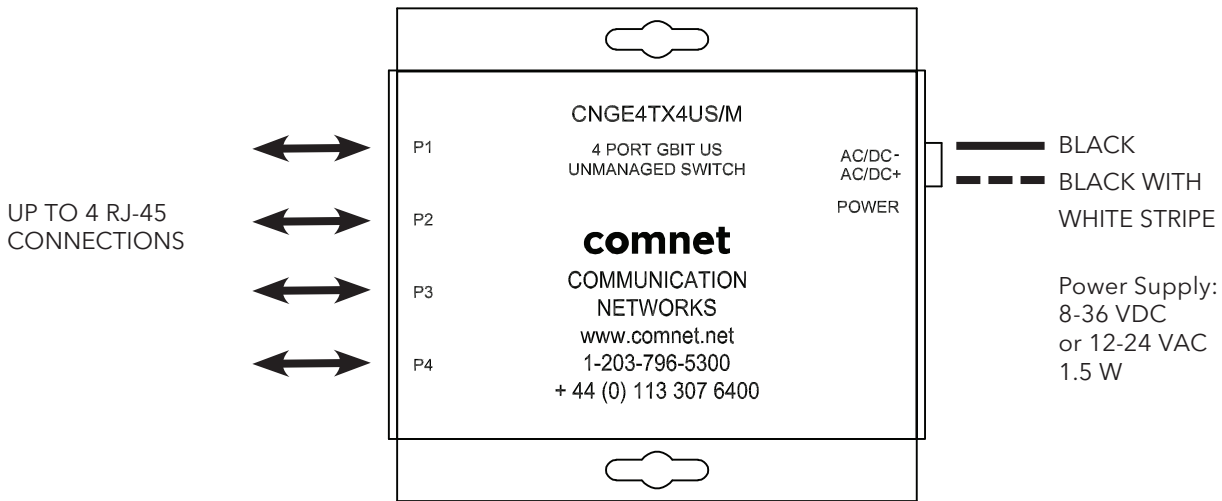 UP TO 4 RJ-45
CONNECTIONS
P1
P2
P3
P4
CNGE4TX4US/M
4 PORT GBIT US
UNMANAGED SWITCH
comnet
COMMUNICATION
NETWORKS
www.comnet.net
1-203-796-5300
+ 44 (0) 113 307 6400
AC/DC-
AC/DC+
POWER
BLACK
BLACK WITH
WHITE STRIPE
Power Supply:
8-36 VDC
or 12-24 VAC
1.5 W